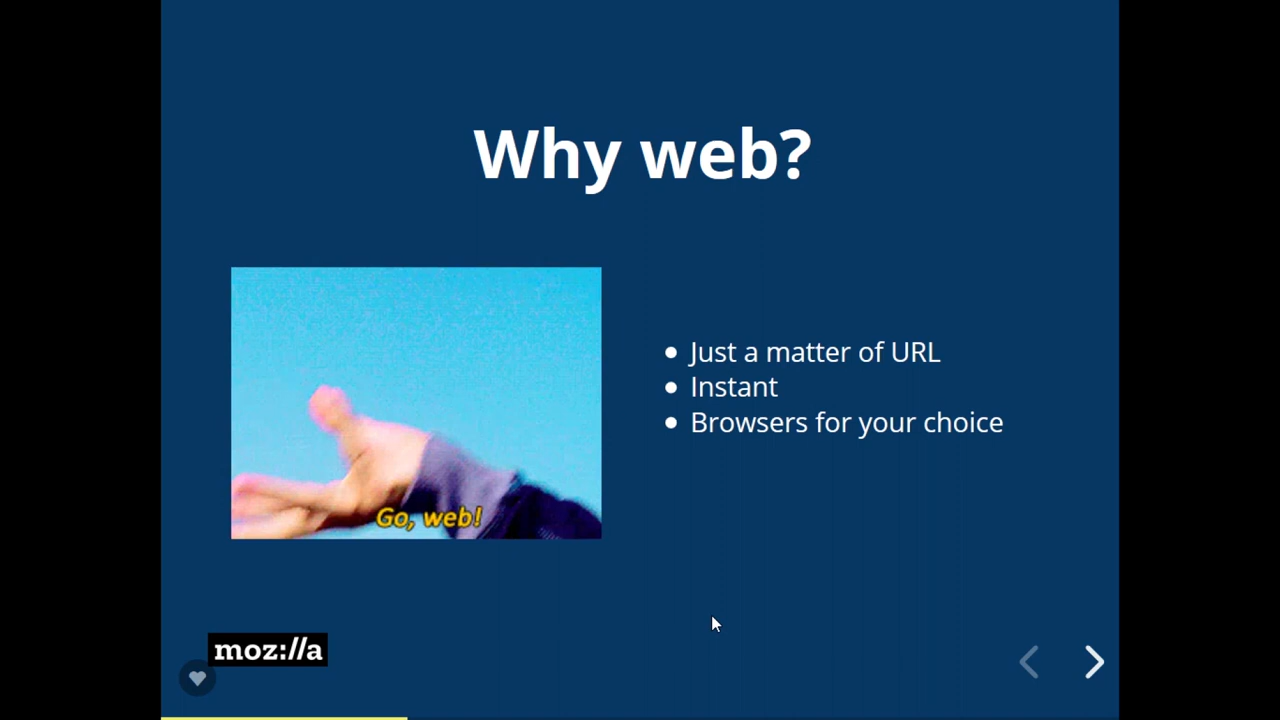 Why web?
Go, web!
Just a matter of URL
Instant
Browsers for your choice
moz://a